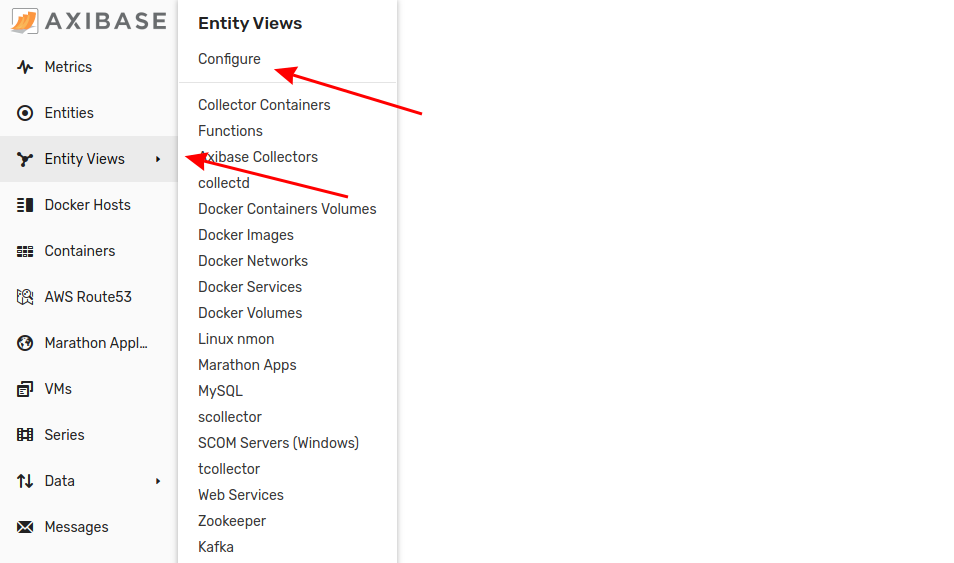 AXIBASE
Metrics
Entities
Entity Views
Docker Hosts
Containers
AWS Route53
Marathon Appl...
VMs
Series
Data
Messages
Entity Views
Configure
Collector Containers
Functions
Axibase Collectors
collectd
Docker Containers Volumes
Docker Images
Docker Networks
Docker Services
Docker Volumes
Linux nmon
Marathon Apps
MySQL
scollector
SCOM Servers (Windows)
tcollector
Web Services
Zookeeper
Kafka